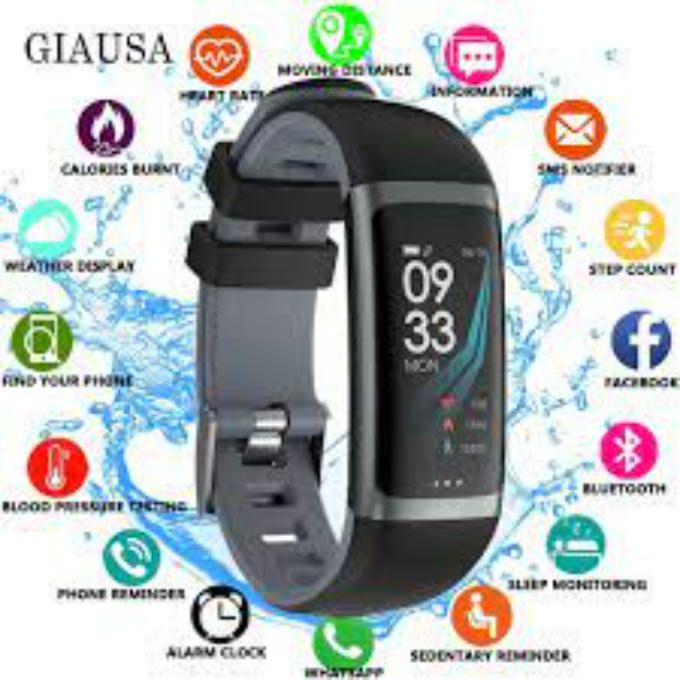 GIAUSA
MOVING DISTANCE
HEART RATE
INFORMATION
CALORIES BURNT
SMS NOTIFIER
WEATHER DISPLAY
STEP COUNT
09
33
MON
FIND YOUR PHONE
FACEBOOK
BLOOD PRESSURE TESTING
BLUETOOTH
PHONE REMINDER
SLEEP MONITORING
ALARM CLOCK
SEDENTARY REMINDER
WHATSAPP